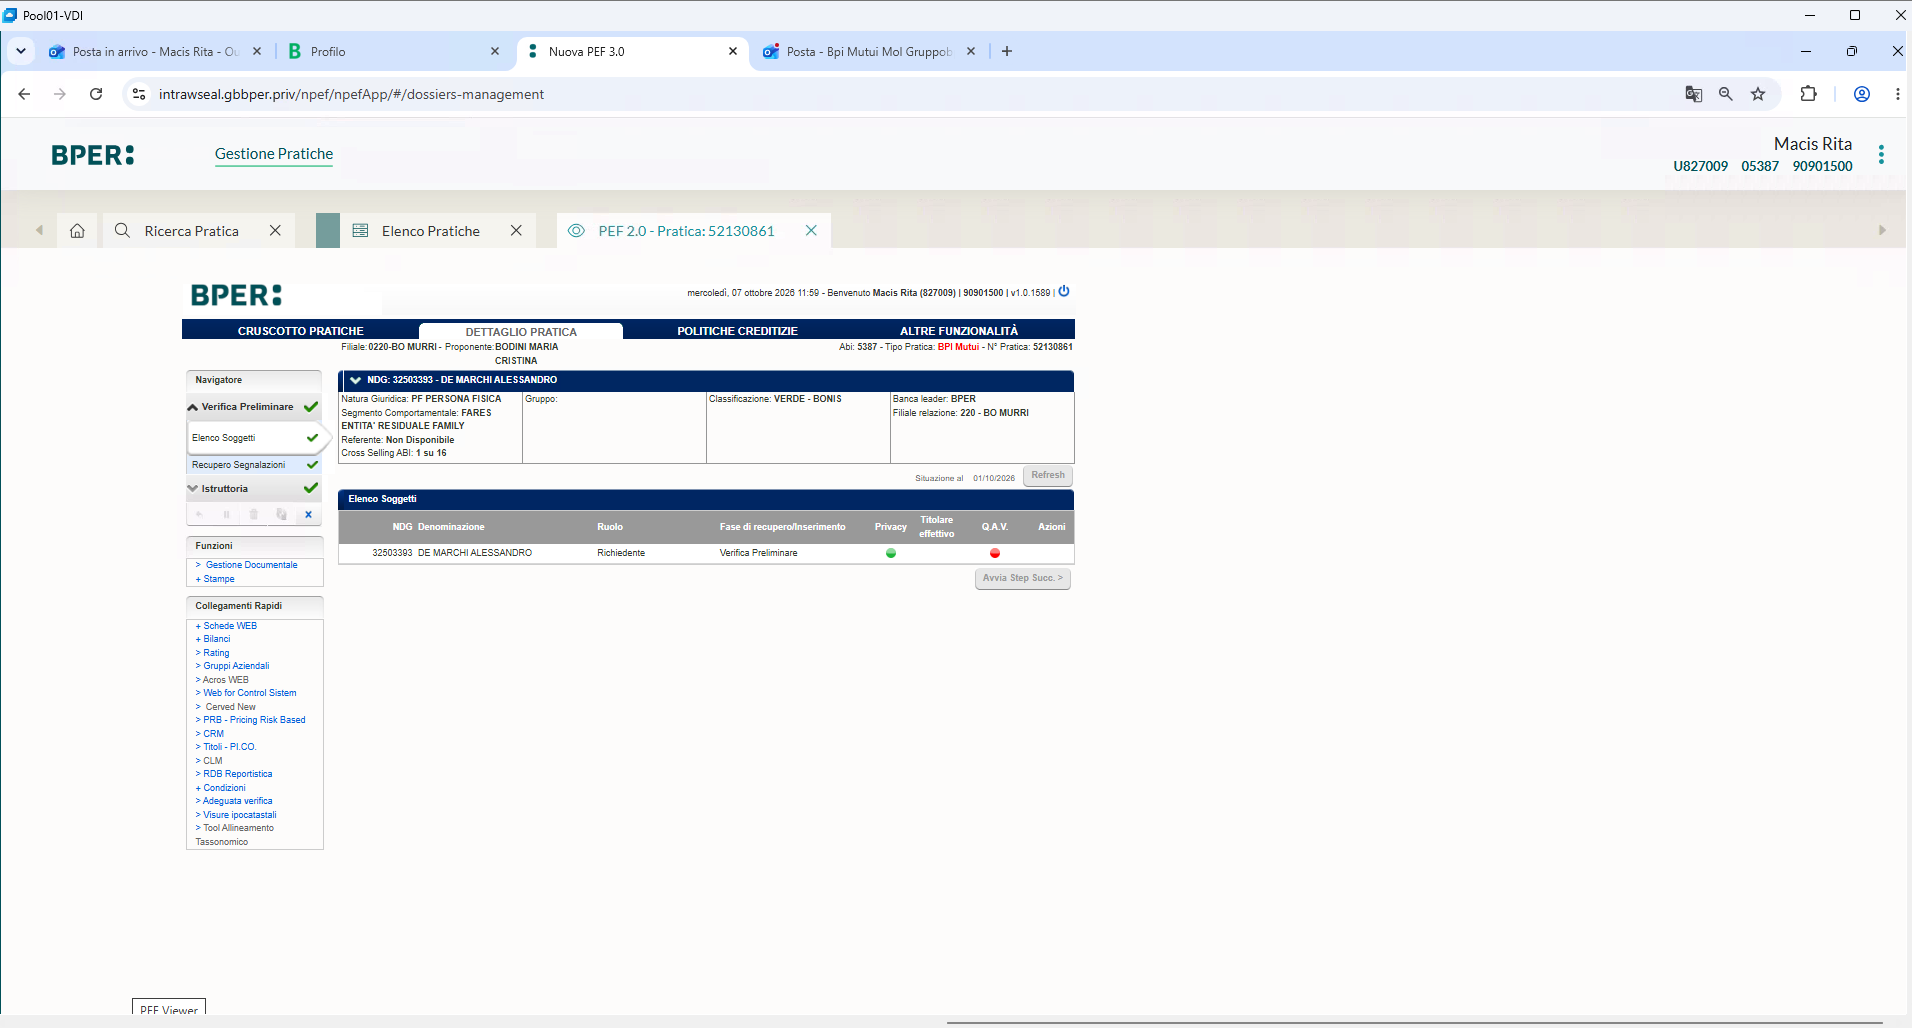 Pool01-VDI
Posta in arrivo - Macis Rita - Ou
Profilo
Nuova PEF 3.0
Posta - Bpi Mutui Mol Gruppob
intrawseal.gbbper.priv/npef/npefApp/#/dossiers-management
BPER:
Gestione Pratiche
Macis Rita
U827009 05387 90901500
Ricerca Pratica
Elenco Pratiche
PEF 2.0 - Pratica: 52130861
BPER:
mercoledì, 07 ottobre 2026 11:59 - Benvenuto Macis Rita (827009) | 90901500 | v1.0.1589 |
CRUSCOTTO PRATICHE
DETTAGLIO PRATICA
POLITICHE CREDITIZIE
ALTRE FUNZIONALITÀ
Filiale: 0220-BO MURRI - Proponente: BODINI MARIA
CRISTINA
Abi: 5387 - Tipo Pratica: BPI Mutui - N° Pratica: 52130861
Navigatore
Verifica Preliminare
Elenco Soggetti
Recupero Segnalazioni
Istruttoria
Funzioni
> Gestione Documentale
+ Stampe
Collegamenti Rapidi
+ Schede WEB
+ Bilanci
> Rating
> Gruppi Aziendali
> Acros WEB
> Web for Control Sistem
> Cerved New
> PRB - Pricing Risk Based
> CRM
> Titoli - PI.CO.
> CLM
> RDB Reportistica
+ Condizioni
> Adeguata verifica
> Visure ipocatastali
> Tool Allineamento
Tassonomico
NDG: 32503393 - DE MARCHI ALESSANDRO
Natura Giuridica: PF PERSONA FISICA
Segmento Comportamentale: FARES
ENTITA' RESIDUALE FAMILY
Referente: Non Disponibile
Cross Selling ABI: 1 su 16
Gruppo:
Classificazione: VERDE - BONIS
Banca leader: BPER
Filiale relazione: 220 - BO MURRI
Situazione al 01/10/2026
Refresh
Elenco Soggetti
NDG Denominazione Ruolo Fase di recupero/Inserimento Privacy Titolare effettivo Q.A.V. Azioni
32503393 DE MARCHI ALESSANDRO Richiedente Verifica Preliminare
Avvia Step Succ. >
PEF Viewer